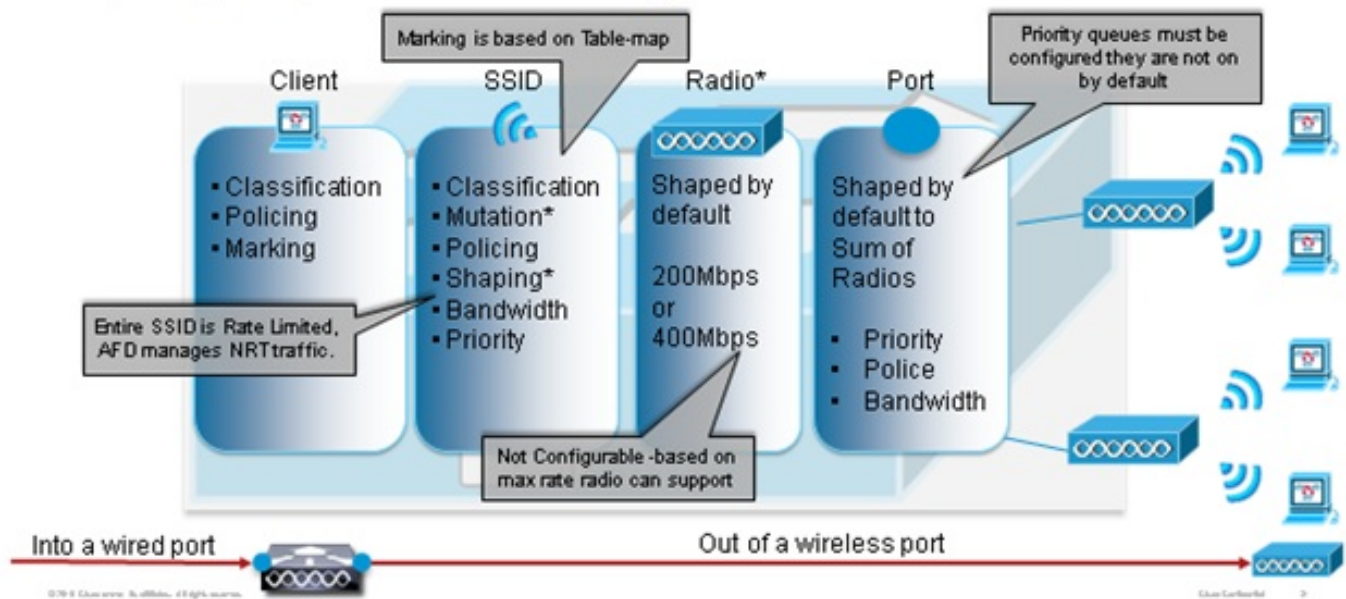 Marking is based on Table-map
Priority queues must be
configured they are not on
by default
Client
SSID
Radio*
Port
▪ Classification
▪ Policing
▪ Marking
▪ Classification
▪ Mutation*
▪ Policing
▪ Shaping*
▪ Bandwidth
▪ Priority
Shaped by
default
200Mbps
or
400Mbps
Shaped by
default to
Sum of
Radios
▪ Priority
▪ Police
▪ Bandwidth
Entire SSID is Rate Limited,
AFD manages NRT traffic.
Not Configurable -based on
max rate radio can support
Into a wired port
Out of a wireless port
Cisco Confidential